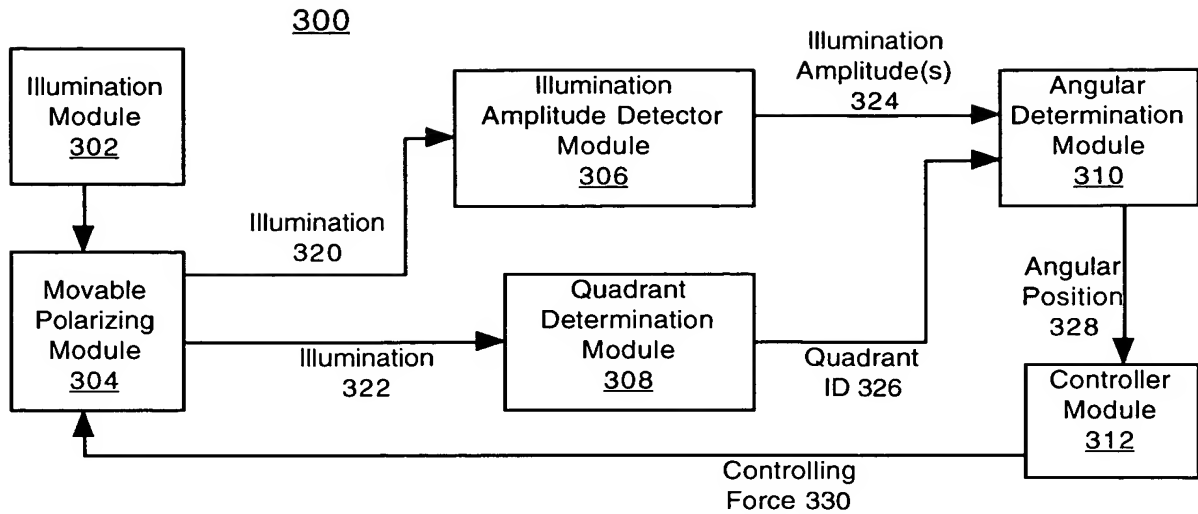 300
Illumination
Module
302
Illumination
Amplitude Detector
Module
306
Illumination
Amplitude(s)
324
Angular
Determination
Module
310
Illumination
320
Movable
Polarizing
Module
304
Illumination
322
Quadrant
Determination
Module
308
Quadrant
ID 326
Angular
Position
328
Controller
Module
312
Controlling
Force 330